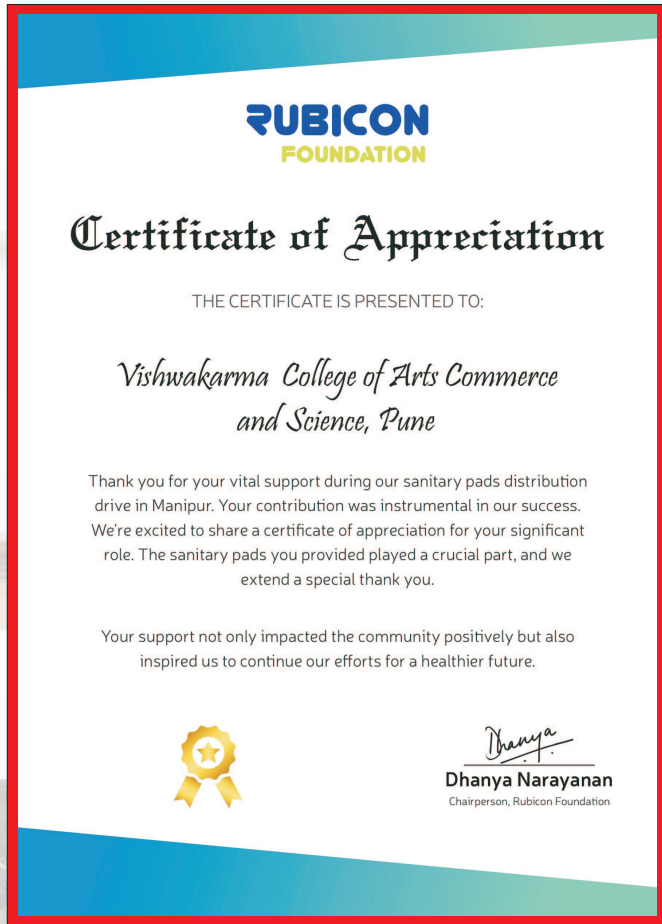 RUBICON
FOUNDATION
Certificate of Appreciation
THE CERTIFICATE IS PRESENTED TO:
Vishwakarma College of Arts Commerce
and Science, Pune
Thank you for your vital support during our sanitary pads distribution
drive in Manipur. Your contribution was instrumental in our success.
We're excited to share a certificate of appreciation for your significant
role. The sanitary pads you provided played a crucial part, and we
extend a special thank you.
Your support not only impacted the community positively but also
inspired us to continue our efforts for a healthier future.
Dhanya
Dhanya Narayanan
Chairperson, Rubicon Foundation